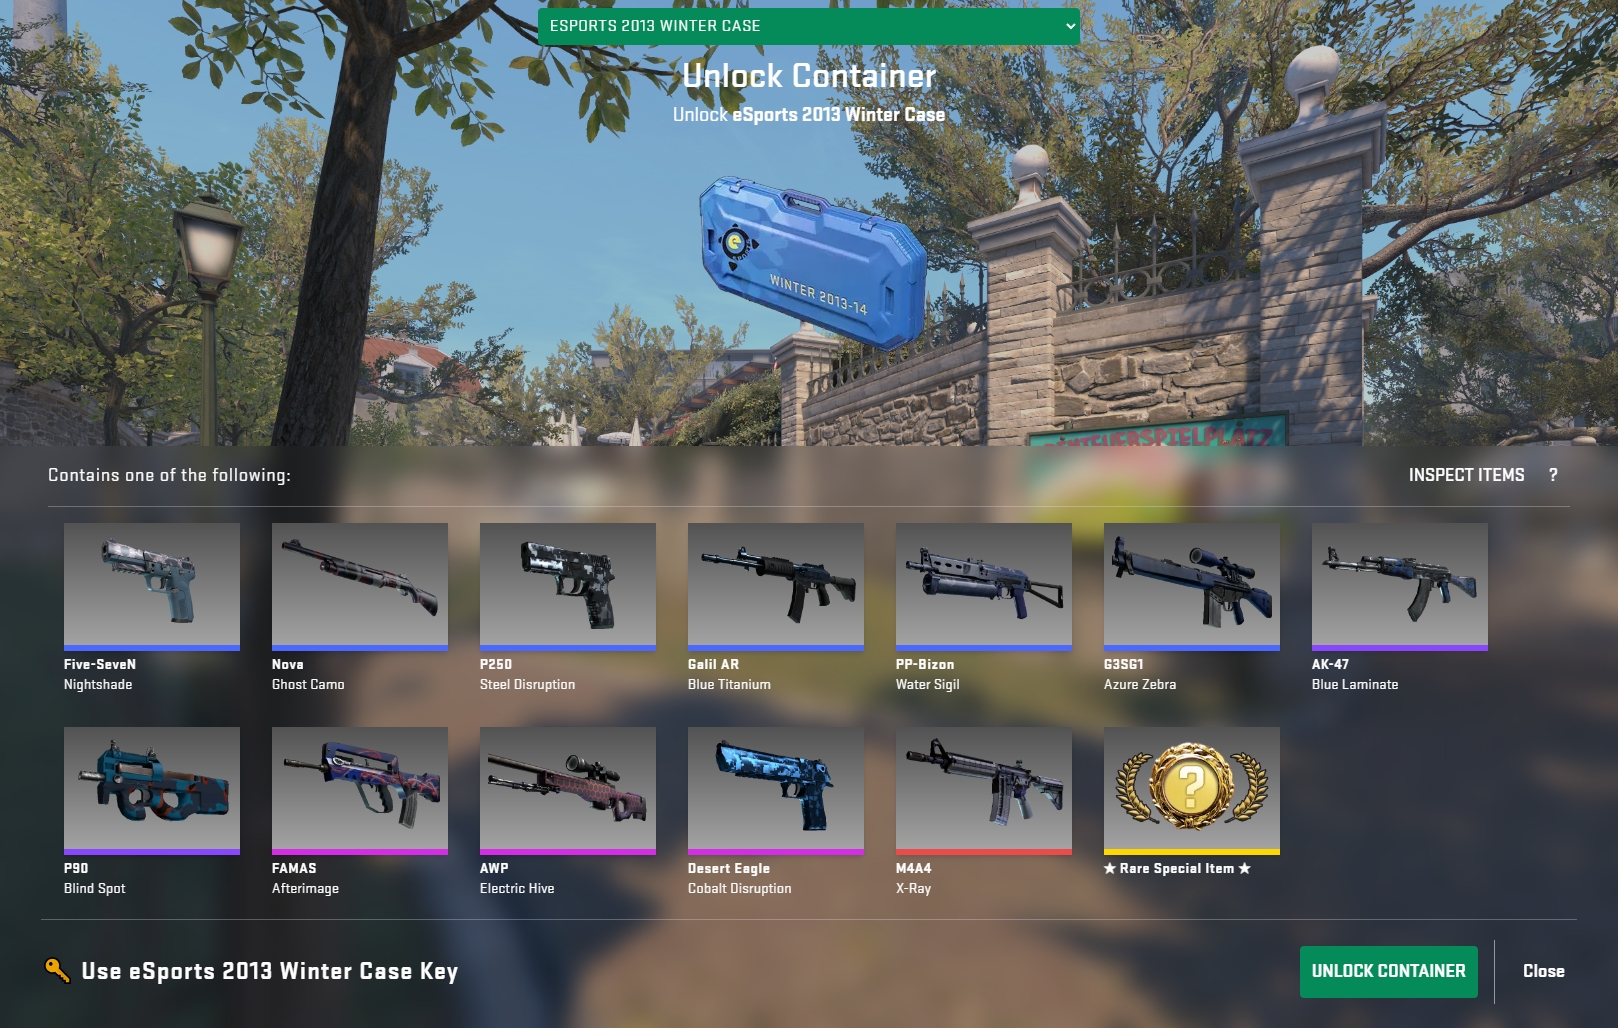 ESPORTS 2013 WINTER CASE
Unlock Container
Unlock eSports 2013 Winter Case
e
WINTER 2013-14
Contains one of the following:
INSPECT ITEMS ?
Five-SeveN
Nightshade
Nova
Ghost Camo
P250
Steel Disruption
Galil AR
Blue Titanium
PP-Bizon
Water Sigil
G3SG1
Azure Zebra
AK-47
Blue Laminate
P90
Blind Spot
FAMAS
Afterimage
AWP
Electric Hive
Desert Eagle
Cobalt Disruption
M4A4
X-Ray
?
★ Rare Special Item ★
Use eSports 2013 Winter Case Key
UNLOCK CONTAINER
Close